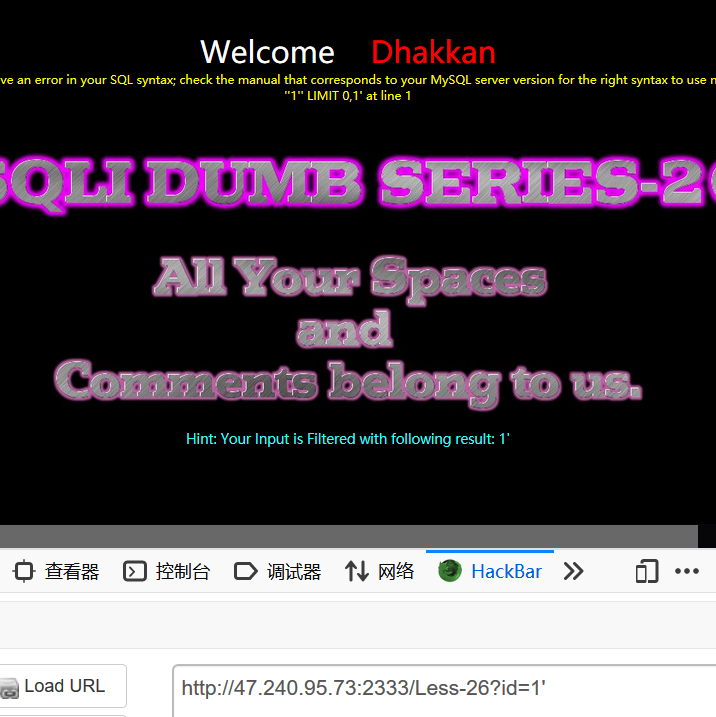 Welcome Dhakkan
ve an error in your SQL syntax; check the manual that corresponds to your MySQL server version for the right syntax to use n
''1'' LIMIT 0,1' at line 1
SQLI DUMB SERIES-2
All Your Spaces
and
Comments belong to us.
Hint: Your Input is Filtered with following result: 1'
查看器 控制台 调试器 网络 HackBar
Load URL http://47.240.95.73:2333/Less-26?id=1'